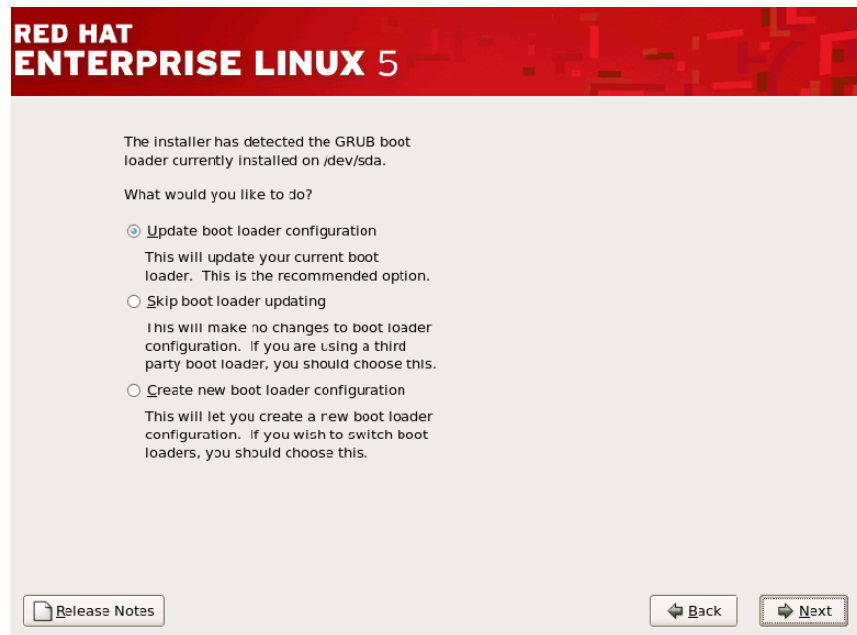 RED HAT
ENTERPRISE LINUX 5
The installer has detected the GRUB boot
loader currently installed on /dev/sda.
What would you like to do?
Update boot loader configuration
This will update your current boot
loader. This is the recommended option.
Skip boot loader updating
This will make no changes to boot loader
configuration. If you are using a third
party boot loader, you should choose this.
Create new boot loader configuration
This will let you create a new boot loader
configuration. If you wish to switch boot
loaders, you should choose this.
Release Notes
Back
Next